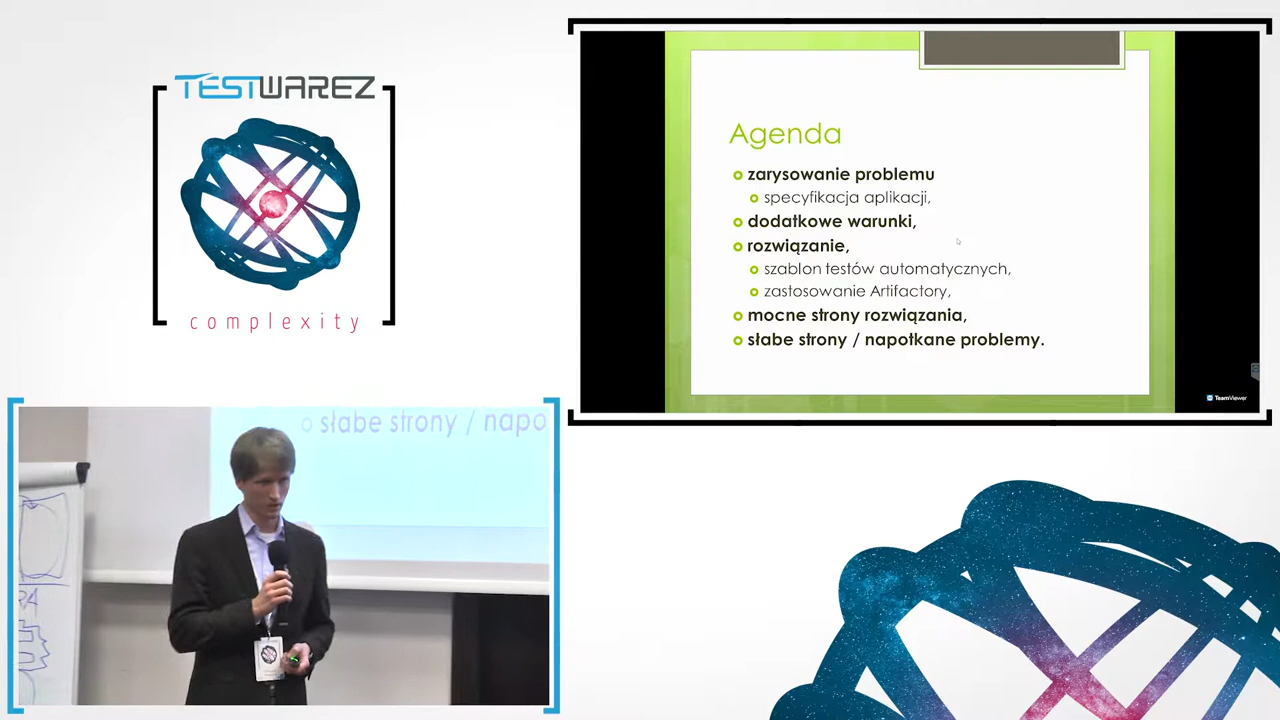 TESTWAREZ
complexity
Agenda
zarysowanie problemu
specyfikacja aplikacji,
dodatkowe warunki,
rozwiązanie,
szablon testów automatycznych,
zastosowanie Artifactory,
mocne strony rozwiązania,
słabe strony / napotkane problemy.
TeamViewer
słabe strony / napo